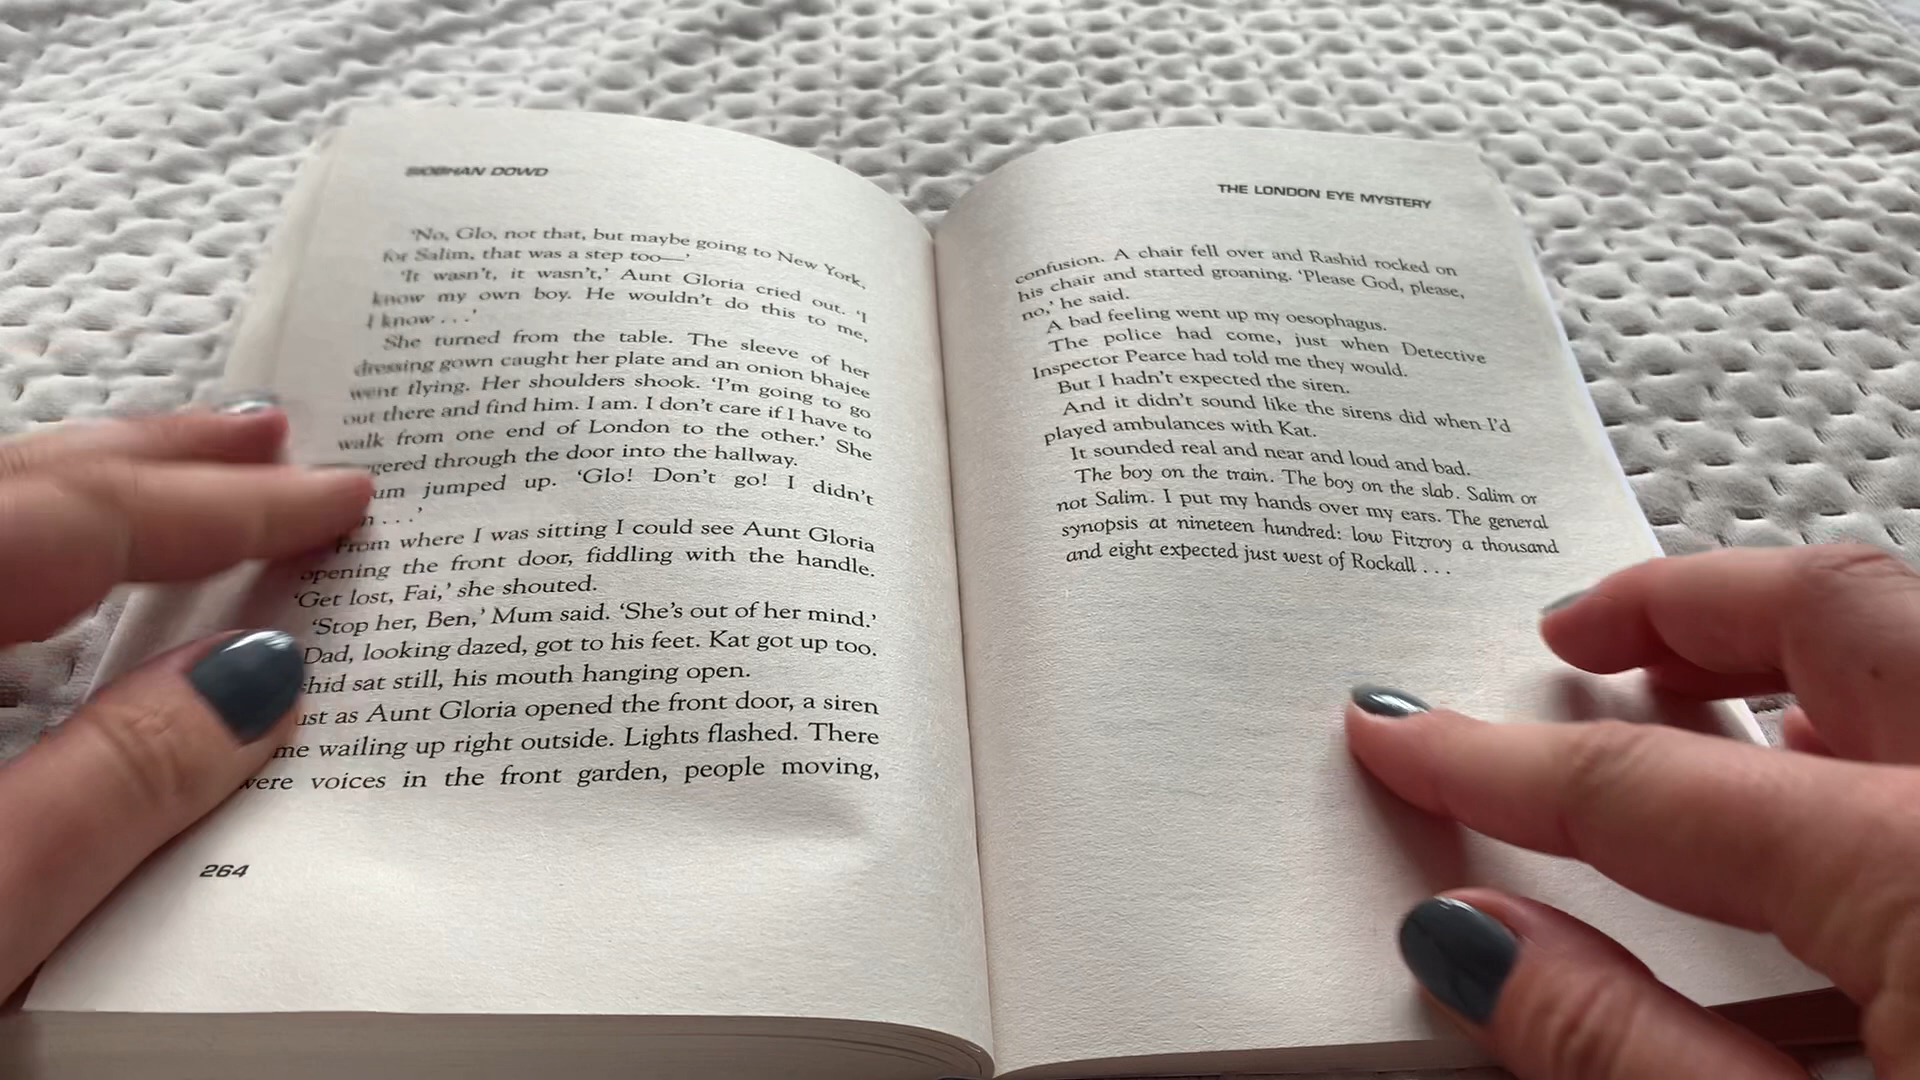 SIOBHAN DOWD
'No, Glo, not that, but maybe going to New York,
for Salim, that was a step too—'
'It wasn't, it wasn't,' Aunt Gloria cried out. 'I
know my own boy. He wouldn't do this to me,
I know . . .'
She turned from the table. The sleeve of her
dressing gown caught her plate and an onion bhajee
went flying. Her shoulders shook. 'I'm going to go
out there and find him. I am. I don't care if I have to
walk from one end of London to the other.' She
gered through the door into the hallway.
um jumped up. 'Glo! Don't go! I didn't
n . . .'
From where I was sitting I could see Aunt Gloria
opening the front door, fiddling with the handle.
'Get lost, Fai,' she shouted.
'Stop her, Ben,' Mum said. 'She's out of her mind.'
Dad, looking dazed, got to his feet. Kat got up too.
hid sat still, his mouth hanging open.
ust as Aunt Gloria opened the front door, a siren
me wailing up right outside. Lights flashed. There
were voices in the front garden, people moving,
264
THE LONDON EYE MYSTERY
confusion. A chair fell over and Rashid rocked on
his chair and started groaning. 'Please God, please,
no,' he said.
A bad feeling went up my oesophagus.
The police had come, just when Detective
Inspector Pearce had told me they would.
But I hadn't expected the siren.
And it didn't sound like the sirens did when I'd
played ambulances with Kat.
It sounded real and near and loud and bad.
The boy on the train. The boy on the slab. Salim or
not Salim. I put my hands over my ears. The general
synopsis at nineteen hundred: low Fitzroy a thousand
and eight expected just west of Rockall . . .